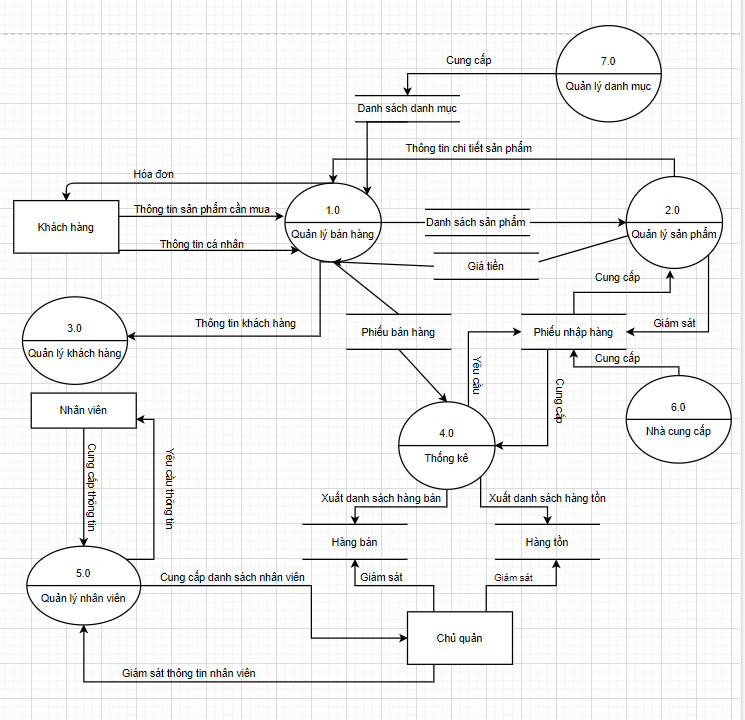 Cung cấp
7.0
Quản lý danh mục
Danh sách danh mục
Thông tin chi tiết sản phẩm
Hóa đơn
Khách hàng
Thông tin sản phẩm cần mua
Thông tin cá nhân
1.0
Quản lý bán hàng
Danh sách sản phẩm
2.0
Quản lý sản phẩm
Giá tiền
Cung cấp
3.0
Quản lý khách hàng
Thông tin khách hàng
Phiếu bán hàng
Phiếu nhập hàng
Giám sát
Yêu cầu
Cung cấp
Cung cấp
6.0
Nhà cung cấp
Nhân viên
4.0
Thống kê
Cung cấp thông tin
Yêu cầu thông tin
Xuất danh sách hàng bán
Xuất danh sách hàng tồn
Hàng bán
Hàng tồn
5.0
Quản lý nhân viên
Cung cấp danh sách nhân viên
Giám sát
Giám sát
Chủ quản
Giám sát thông tin nhân viên